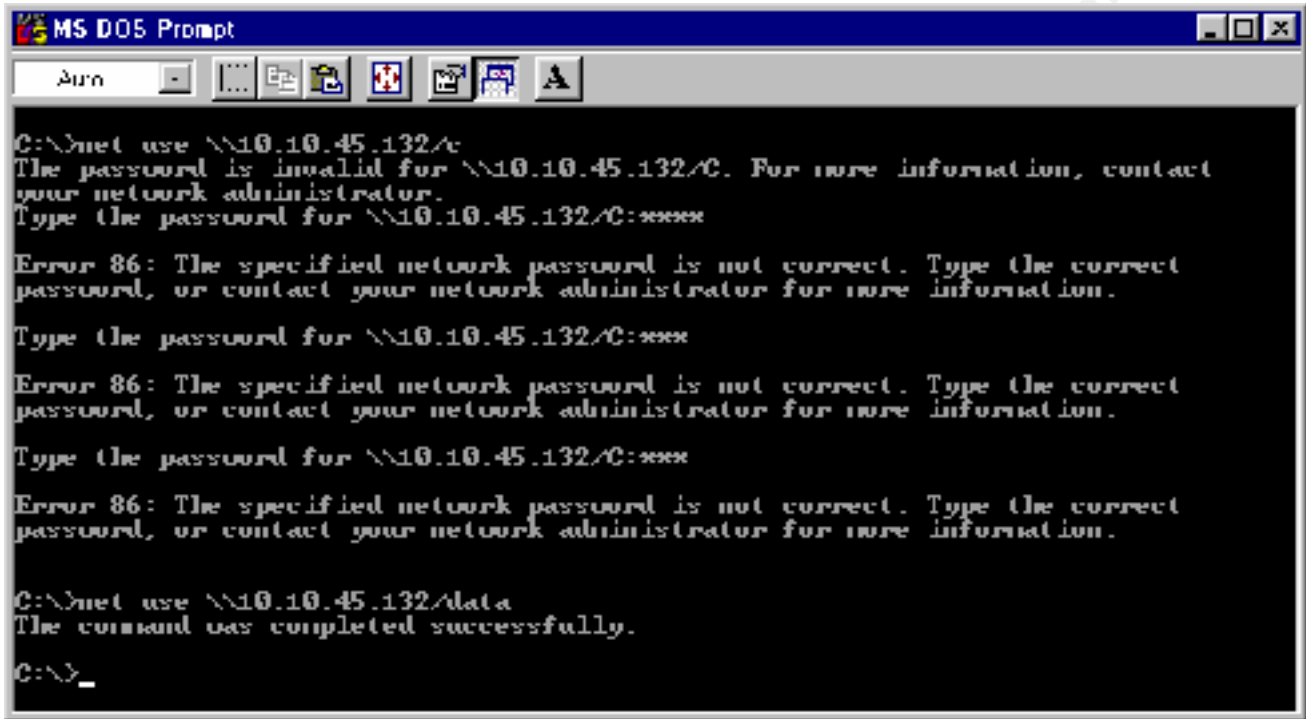 MS DOS Prompt
Auto
A
C:\>net use \\10.10.45.132/c
The password is invalid for \\10.10.45.132/C. For more information, contact
your network administrator.
Type the password for \\10.10.45.132/C:****
Error 86: The specified network password is not correct. Type the correct
password, or contact your network administrator for more information.
Type the password for \\10.10.45.132/C:***
Error 86: The specified network password is not correct. Type the correct
password, or contact your network administrator for more information.
Type the password for \\10.10.45.132/C:***
Error 86: The specified network password is not correct. Type the correct
password, or contact your network administrator for more information.
C:\>net use \\10.10.45.132/data
The command was completed successfully.
C:\>_